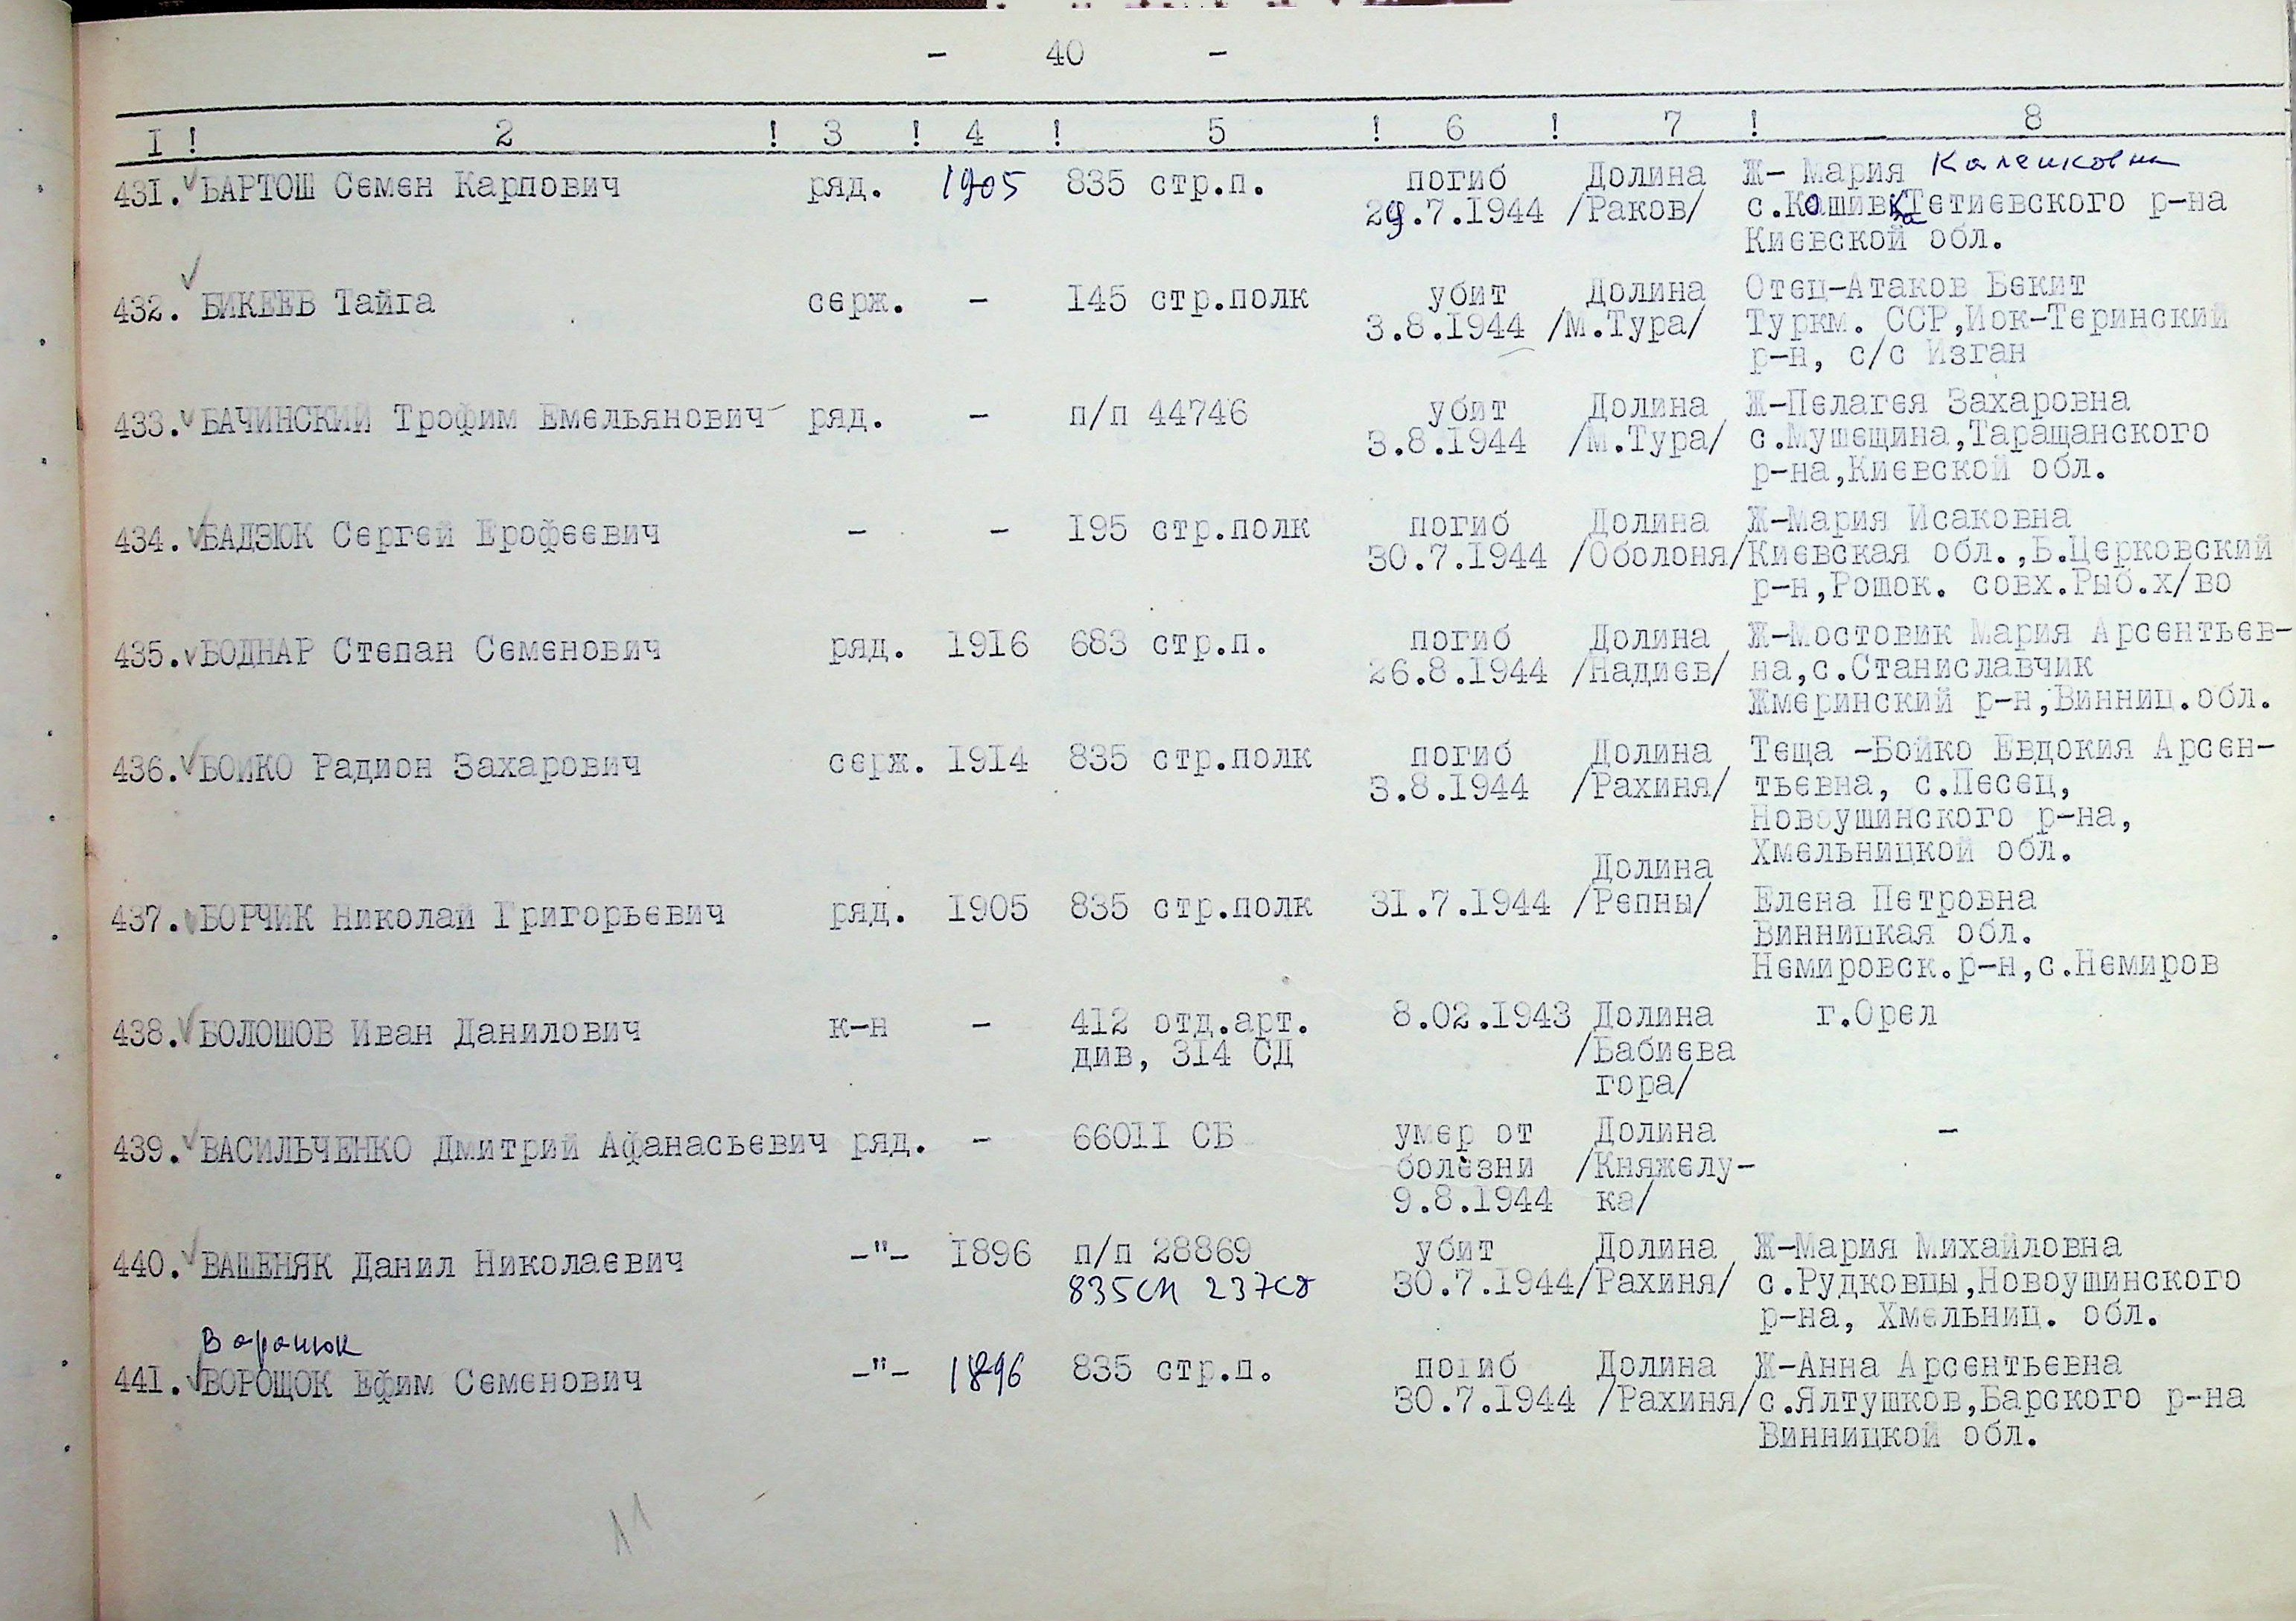 - 40 -
1 ! 2 ! 3 ! 4 ! 5 ! 6 ! 7 ! 8
431. БАРТОШ Семен Карпович ряд. 1905 835 стр.п. погиб Долина Ж- Мария
29.7.1944 /Раков/ с.Кошивка Тетиевского р-на
Киевской обл.
432. БИКЕЕВ Тайга серж. - 145 стр.полк убит Долина Отец-Атаков Бекит
3.8.1944 /М.Тура/ Туркм. ССР,Иок-Теринский
р-н, с/с Изган
433. БАЧИНСКИЙ Трофим Емельянович ряд. - п/п 44746 убит Долина Ж-Пелагея Захаровна
3.8.1944 /М.Тура/ с.Мушещина,Таращанского
р-на,Киевской обл.
434. БАДЗЮК Сергей Ерофеевич - - 195 стр.полк погиб Долина Ж-Мария Исаковна
30.7.1944 /Оболоня/Киевская обл.,Б.Церковский
р-н,Рошок. совх.Рыб.х/во
435. БОДНАР Степан Семенович ряд. 1916 683 стр.п. погиб Долина Ж-Мостовик Мария Арсентьев-
26.8.1944 /Надиев/ на,с.Станиславчик
Жмеринский р-н,Винниц.обл.
436. БОЙКО Радион Захарович серж. 1914 835 стр.полк погиб Долина Теща -Бойко Евдокия Арсен-
3.8.1944 /Рахиня/ тьевна, с.Песец,
Новоушинского р-на,
Хмельницкой обл.
Долина
437. БОРЧИК Николай Григорьевич ряд. 1905 835 стр.полк 31.7.1944 /Репны/ Елена Петровна
Винницкая обл.
Немировск.р-н,с.Немиров
438. БОЛОШОВ Иван Данилович к-н - 412 отд.арт. 8.02.1943 Долина г.Орел
див, 314 СД /Бабиева
гора/
439. ВАСИЛЬЧЕНКО Дмитрий Афанасьевич ряд. - 66011 СБ умер от Долина -
болезни /Княжелу-
9.8.1944 ка/
440. ВАШЕНЯК Данил Николаевич -"- 1896 п/п 28869 убит Долина Ж-Мария Михайловна
835сп 237сд 30.7.1944/Рахиня/ с.Рудковцы,Новоушинского
р-на, Хмельниц. обл.
Варанюк
441. ВОРОЩОК Ефим Семенович -"- 1896 835 стр.п. погиб Долина Ж-Анна Арсентьевна
30.7.1944 /Рахиня/с.Ялтушков,Барского р-на
Винницкой обл.
11